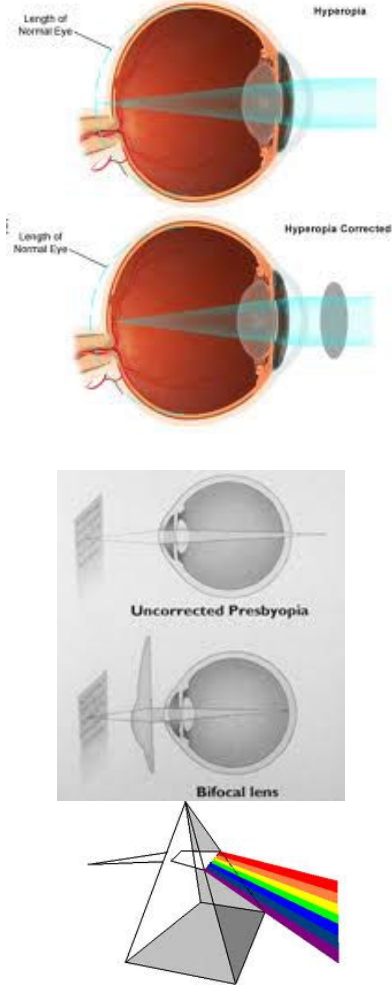 Hyperopia
Length of
Normal Eye
Hyperopia Corrected
Length of
Normal Eye
Uncorrected Presbyopia
Bifocal lens